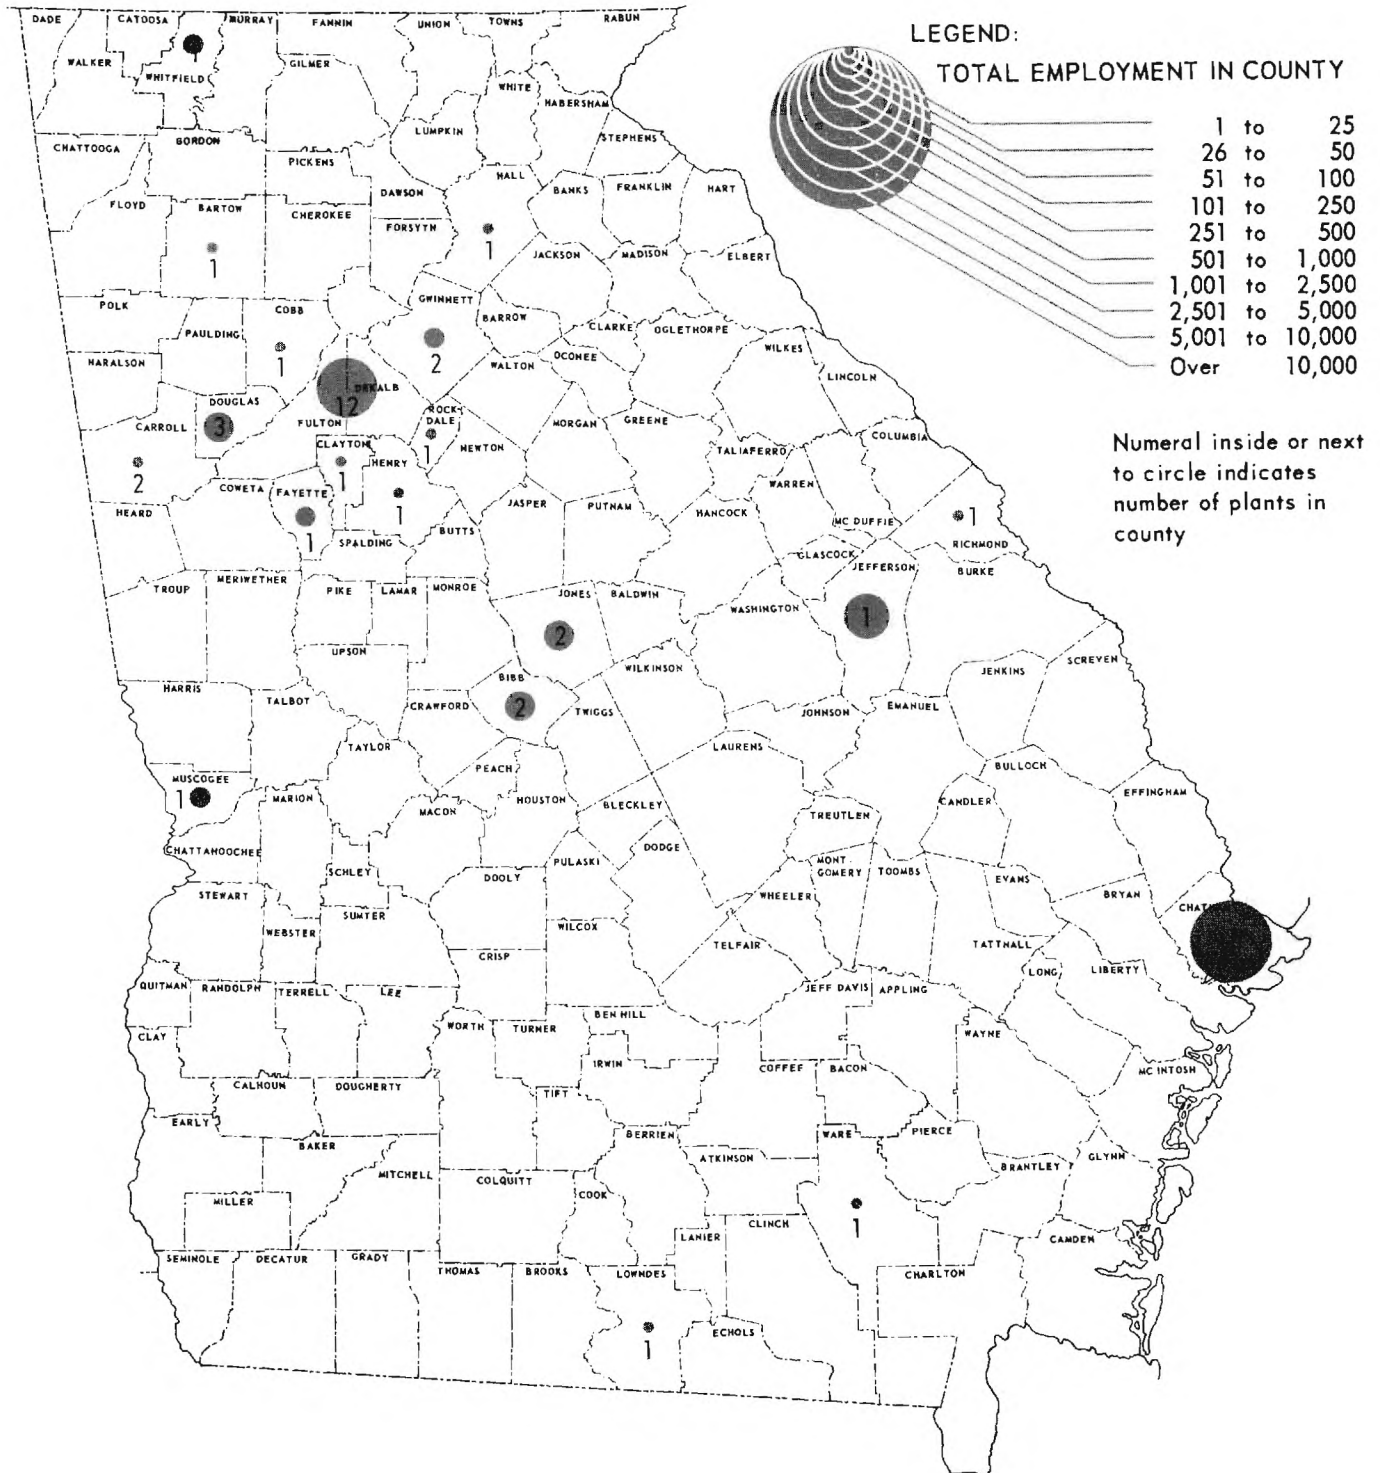 LEGEND:
TOTAL EMPLOYMENT IN COUNTY
1 to 25
26 to 50
51 to 100
101 to 250
251 to 500
501 to 1,000
1,001 to 2,500
2,501 to 5,000
5,001 to 10,000
Over 10,000
Numeral inside or next
to circle indicates
number of plants in
county
DADE CATOOSA MURRAY FANNIN UNION TOWNS RABUN
WALKER WHITFIELD GILMER
1
WHITE HABERSHAM
LUMPKIN STEPHENS
CHATTOOGA GORDON PICKENS
HALL BANKS FRANKLIN HART
DAWSON
FLOYD BARTOW CHEROKEE FORSYTH
1 1
JACKSON MADISON ELBERT
POLK COBB GWINNETT BARROW
PAULDING CLARKE OGLETHORPE
HARALSON 1 2 WALTON OCONEE WILKES
LINCOLN
DOUGLAS DEKALB
12
3
CARROLL FULTON ROCK-
DALE MORGAN GREENE
CLAYTON HENRY 1 NEWTON TALIAFERRO COLUMBIA
2 1
COWETA FAYETTE WARREN
HEARD 1 1 JASPER PUTNAM HANCOCK MC DUFFIE 1
SPALDING BUTTS RICHMOND
GLASCOCK JEFFERSON BURKE
TROUP MERIWETHER PIKE LAMAR MONROE JONES BALDWIN
WASHINGTON 1
2
UPSON WILKINSON JENKINS SCREVEN
HARRIS TALBOT CRAWFORD BIBB
2 TWIGGS JOHNSON EMANUEL
TAYLOR LAURENS
PEACH BULLOCH
MUSCOGEE
1 MARION MACON HOUSTON BLECKLEY CANDLER EFFINGHAM
TREUTLEN
CHATTAHOOCHEE SCHLEY DOOLY PULASKI DODGE MONT-
GOMERY TOOMBS EVANS
STEWART SUMTER WHEELER BRYAN
WEBSTER WILCOX
CRISP TELFAIR TATTNALL
LONG LIBERTY
QUITMAN RANDOLPH TERRELL LEE JEFF DAVIS APPLING
CLAY WORTH TURNER BEN HILL WAYNE
IRWIN COFFEE BACON MC INTOSH
CALHOUN DOUGHERTY TIFT
EARLY BAKER BERRIEN WARE PIERCE
ATKINSON BRANTLEY GLYNN
MITCHELL COLQUITT COOK
MILLER 1
LANIER CLINCH CAMDEN
SEMINOLE DECATUR GRADY THOMAS BROOKS LOWNDES CHARLTON
1 ECHOLS